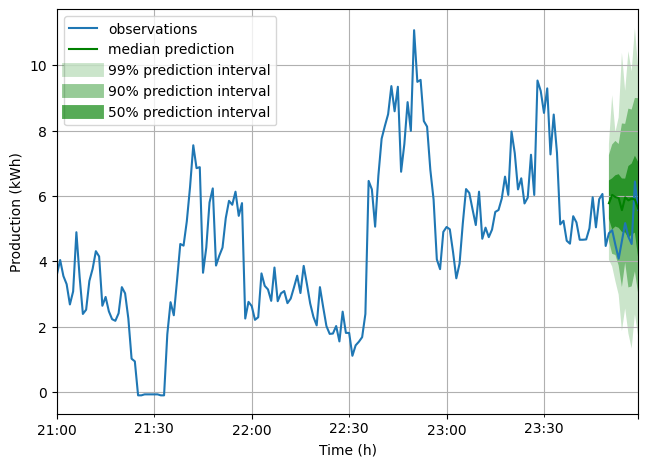 observations
median prediction
99% prediction interval
90% prediction interval
50% prediction interval
Production (kWh)
10
8
6
4
2
0
21:00
21:30
22:00
22:30
23:00
23:30
Time (h)